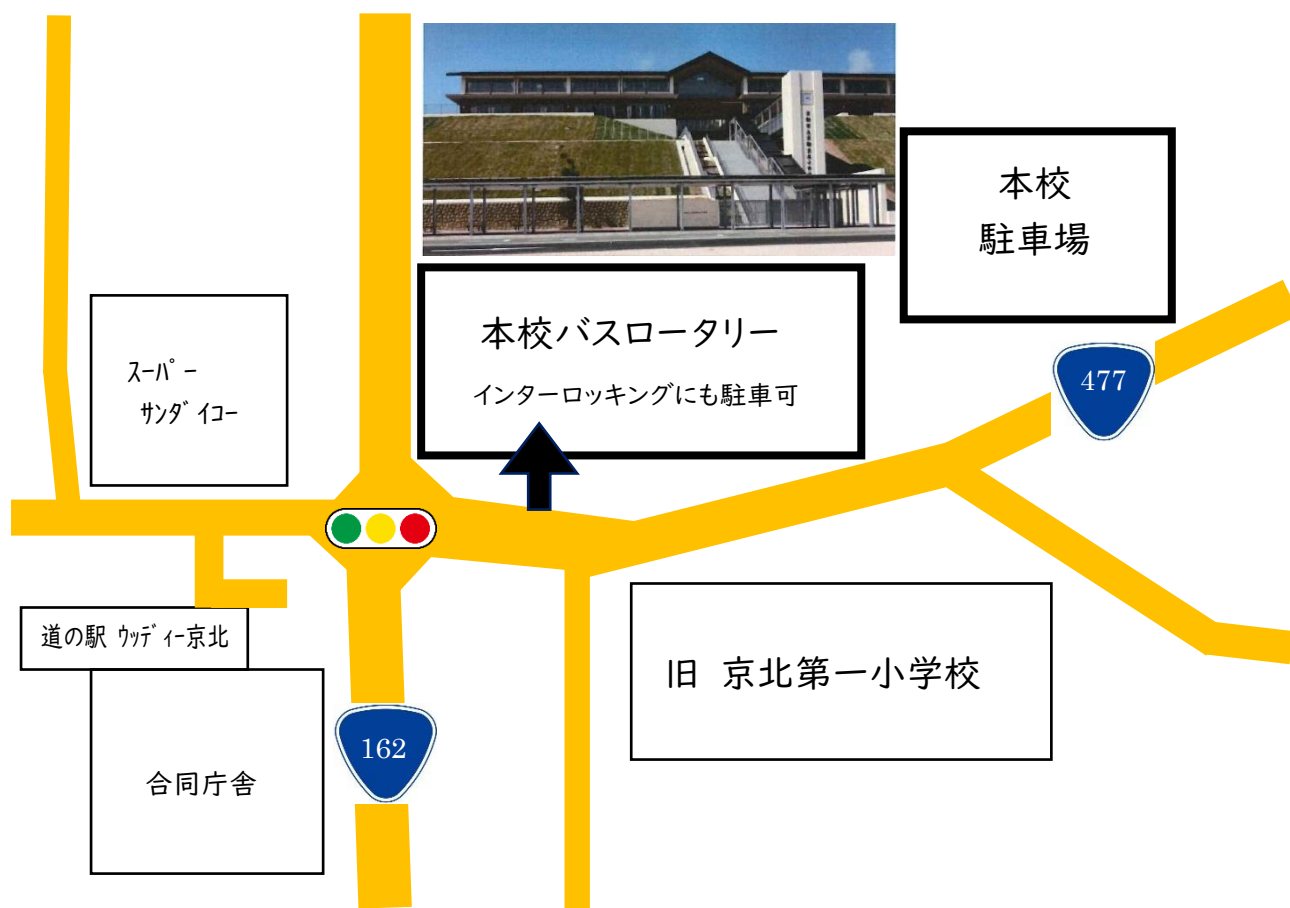 本校
駐車場
本校バスロータリー
インターロッキングにも駐車可
477
スーパー
サンダイコー
道の駅 ウッディー京北
旧 京北第一小学校
162
合同庁舎